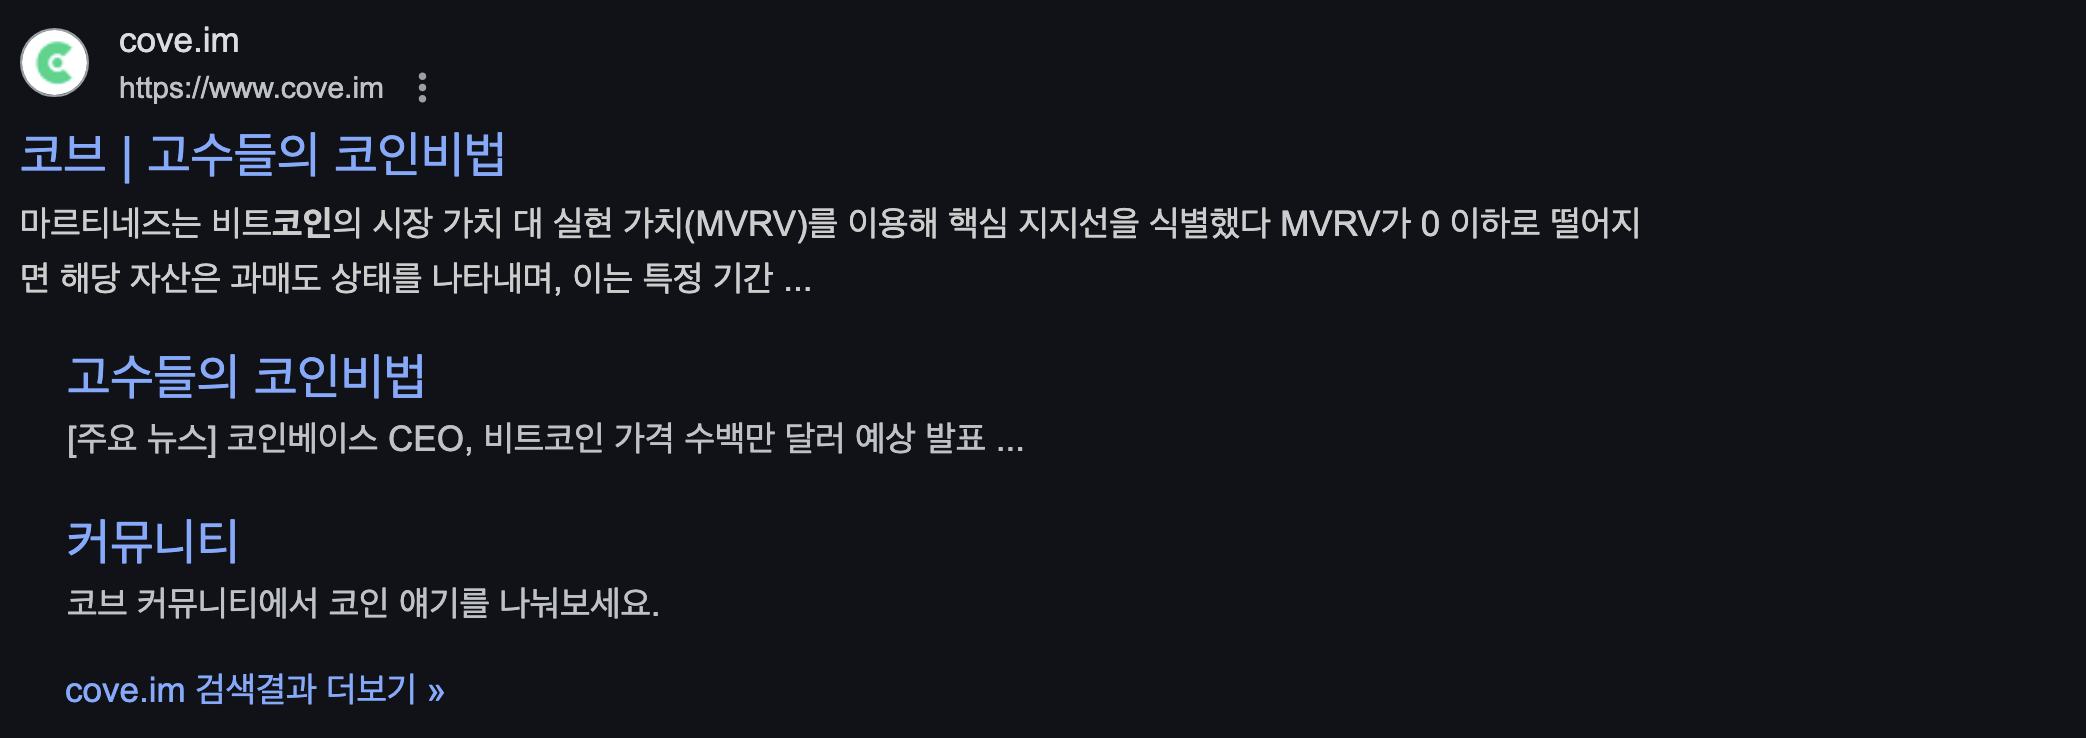 cove.im
https://www.cove.im
코브 | 고수들의 코인비법
마르티네즈는 비트코인의 시장 가치 대 실현 가치(MVRV)를 이용해 핵심 지지선을 식별했다 MVRV가 0 이하로 떨어지
면 해당 자산은 과매도 상태를 나타내며, 이는 특정 기간 ...
고수들의 코인비법
[주요 뉴스] 코인베이스 CEO, 비트코인 가격 수백만 달러 예상 발표 ...
커뮤니티
코브 커뮤니티에서 코인 얘기를 나눠보세요.
cove.im 검색결과 더보기 »